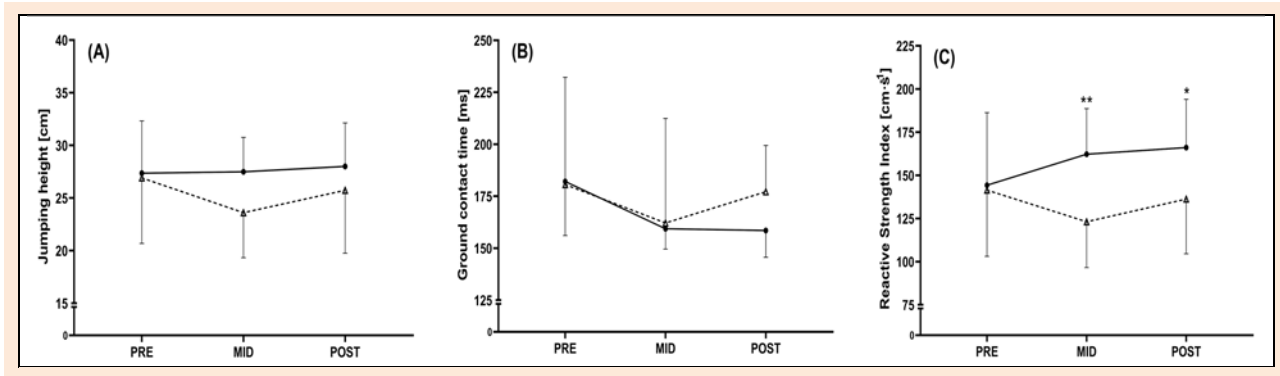 (A)
Jumping height [cm]
40
35
30
25
20
15
0
PRE MID POST
(B)
Ground contact time [ms]
250
225
200
175
150
125
0
PRE MID POST
(C)
Reactive Strength Index [cm·s¹]
225
200
175
150
125
100
75
0
**
*
PRE MID POST